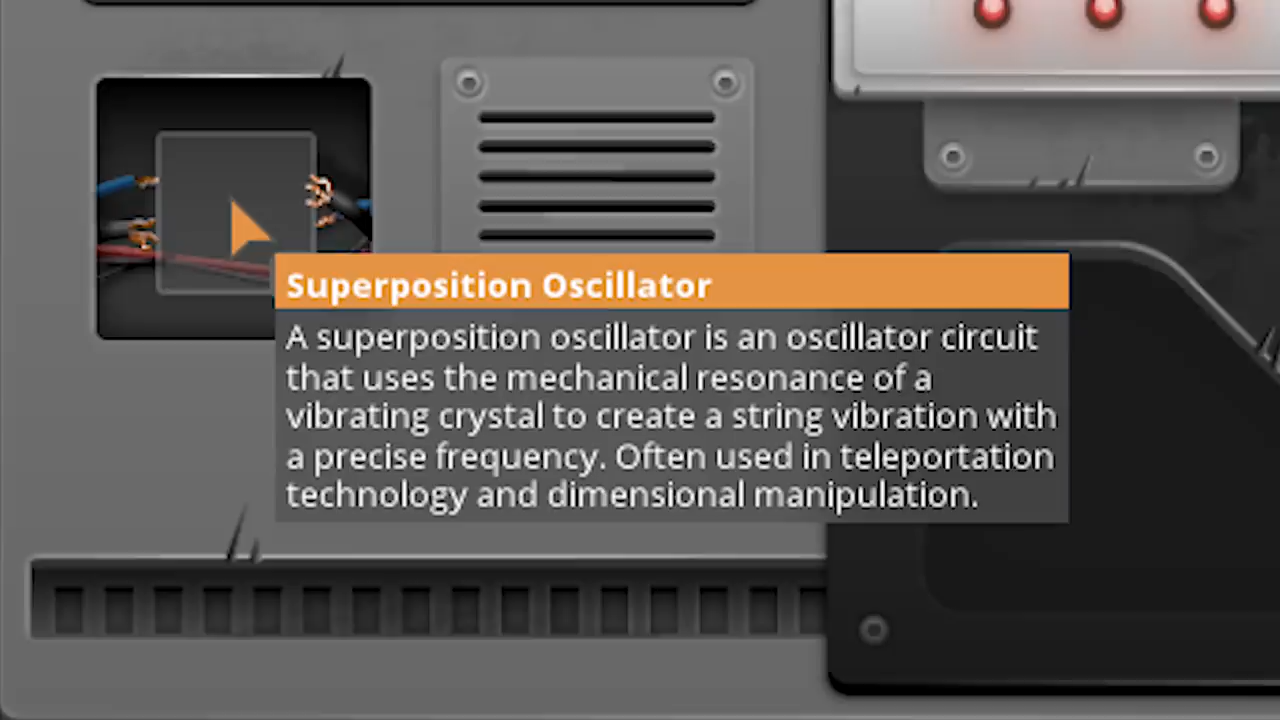 Superposition Oscillator
A superposition oscillator is an oscillator circuit
that uses the mechanical resonance of a
vibrating crystal to create a string vibration with
a precise frequency. Often used in teleportation
technology and dimensional manipulation.